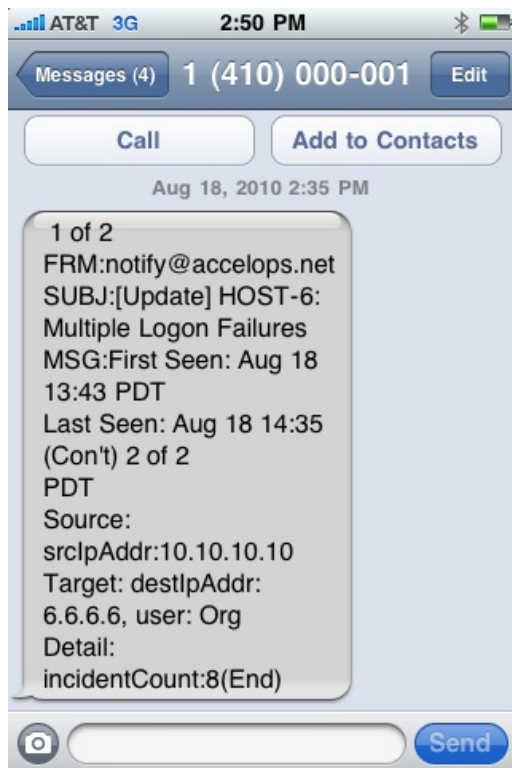 AT&T 3G 2:50 PM
Messages (4) 1 (410) 000-001 Edit
Call Add to Contacts
Aug 18, 2010 2:35 PM
1 of 2
FRM:notify@accelops.net
SUBJ:[Update] HOST-6:
Multiple Logon Failures
MSG:First Seen: Aug 18
13:43 PDT
Last Seen: Aug 18 14:35
(Con't) 2 of 2
PDT
Source:
srcIpAddr:10.10.10.10
Target: destIpAddr:
6.6.6.6, user: Org
Detail:
incidentCount:8(End)
Send